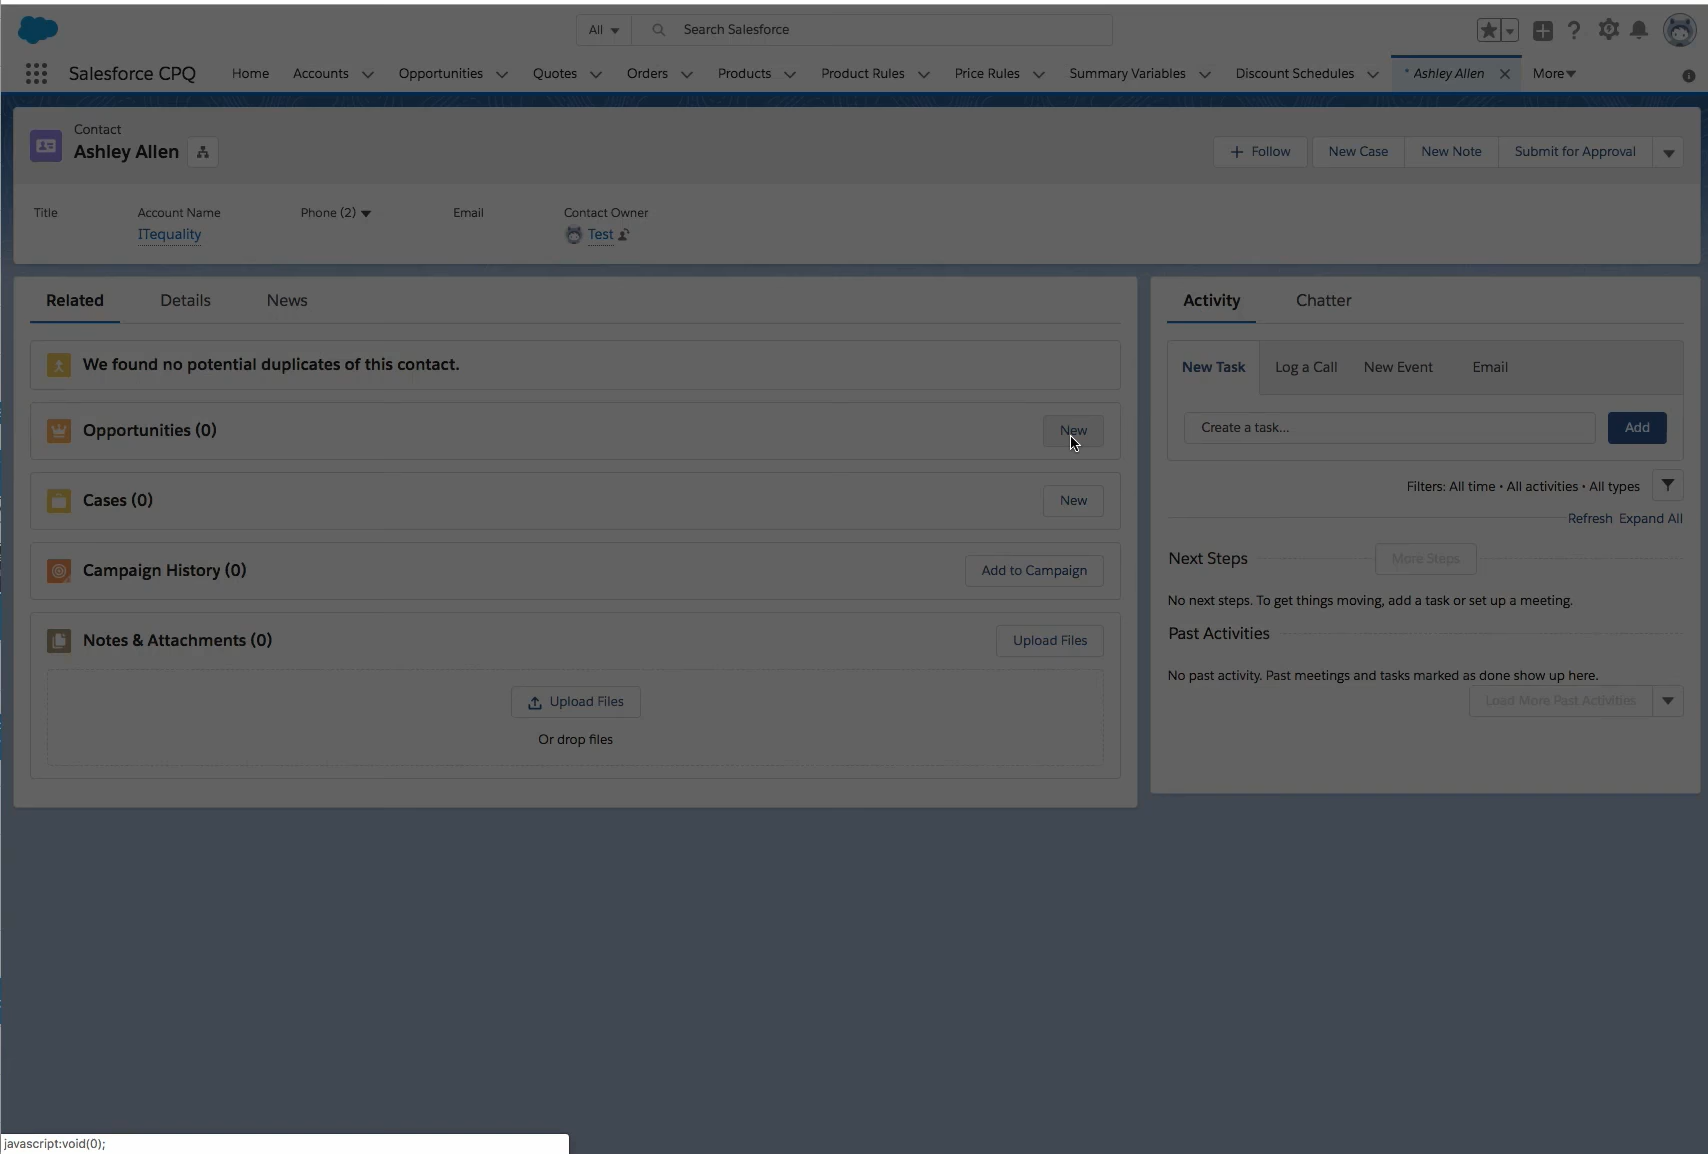 All
Search Salesforce
Salesforce CPQ
Home
Accounts
Opportunities
Quotes
Orders
Products
Product Rules
Price Rules
Summary Variables
Discount Schedules
* Ashley Allen
More
Contact
Ashley Allen
Follow
New Case
New Note
Submit for Approval
Title
Account Name
Phone (2)
Email
Contact Owner
ITequality
Test
Related
Details
News
We found no potential duplicates of this contact.
Opportunities (0)
New
Cases (0)
New
Campaign History (0)
Add to Campaign
Notes & Attachments (0)
Upload Files
Upload Files
Or drop files
Activity
Chatter
New Task
Log a Call
New Event
Email
Create a task...
Add
Filters: All time • All activities • All types
Refresh Expand All
Next Steps
More Steps
No next steps. To get things moving, add a task or set up a meeting.
Past Activities
No past activity. Past meetings and tasks marked as done show up here.
Load More Past Activities
javascript:void(0);